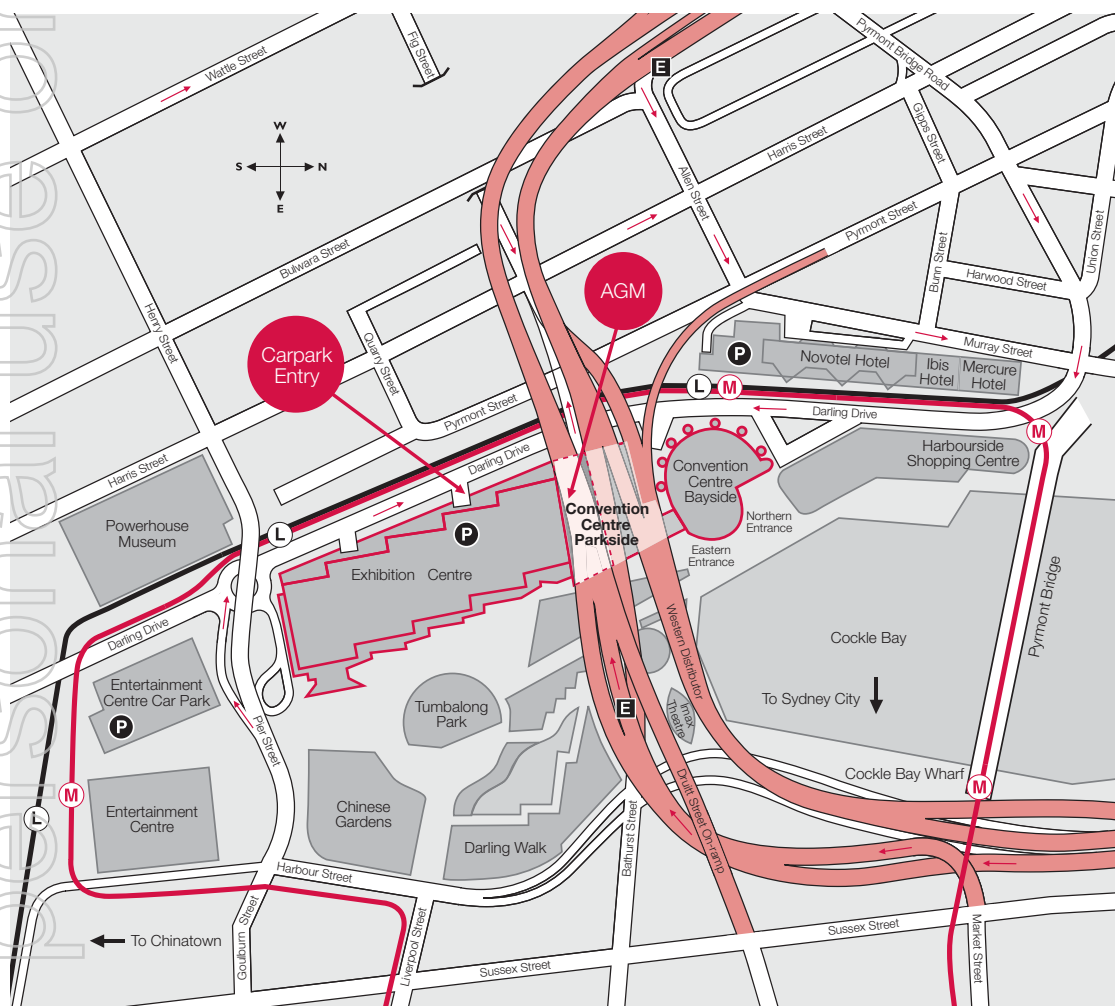 Wattle Street
Fig Street
Pyrmont Bridge Road
E
W
S
N
E
Gipps Street
Harris Street
Allen Street
Pyrmont Street
Bulwara Street
Union Street
Bunn Street
Harwood Street
AGM
Henry Street
Carpark
Entry
Quarry Street
Murray Street
P
Novotel Hotel
Ibis
Hotel
Mercure
Hotel
L
M
Darling Drive
Pyrmont Street
M
Harbourside
Shopping Centre
Harris Street
Darling Drive
Convention
Centre
Bayside
Powerhouse
Museum
L
P
Convention
Centre
Parkside
Northern
Entrance
Eastern
Entrance
Exhibition Centre
Pyrmont Bridge
Western Distributor
Cockle Bay
Darling Drive
Entertainment
Centre Car Park
P
Tumbalong
Park
E
Imax
Theatre
To Sydney City
Pier Street
Cockle Bay Wharf
M
M
L
Entertainment
Centre
Chinese
Gardens
Druitt Street On-ramp
Bathurst Street
Darling Walk
Harbour Street
To Chinatown
Goulburn Street
Liverpool Street
Sussex Street
Sussex Street
Market Street